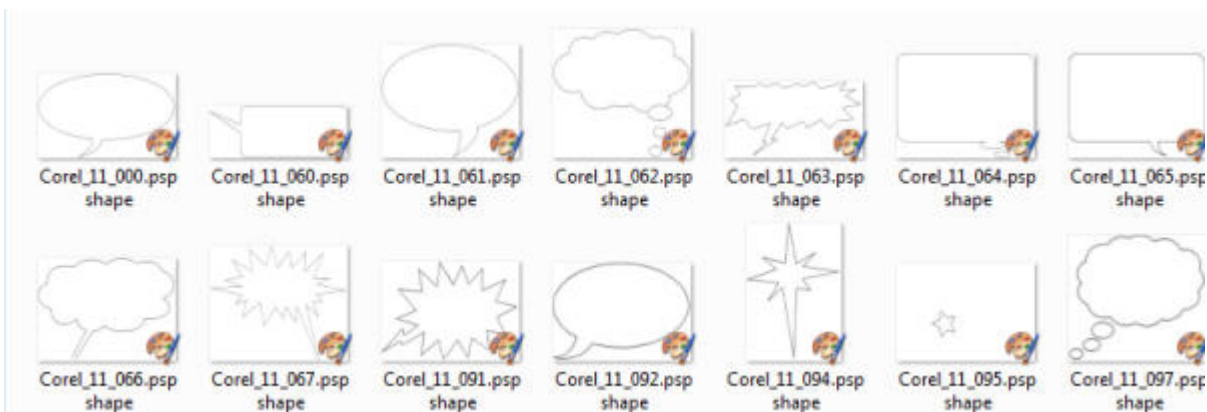 Corel_11_000.psp Corel_11_060.psp Corel_11_061.psp Corel_11_062.psp Corel_11_063.psp Corel_11_064.psp Corel_11_065.psp
shape shape shape shape shape shape shape
Corel_11_066.psp Corel_11_067.psp Corel_11_091.psp Corel_11_092.psp Corel_11_094.psp Corel_11_095.psp Corel_11_097.psp
shape shape shape shape shape shape shape